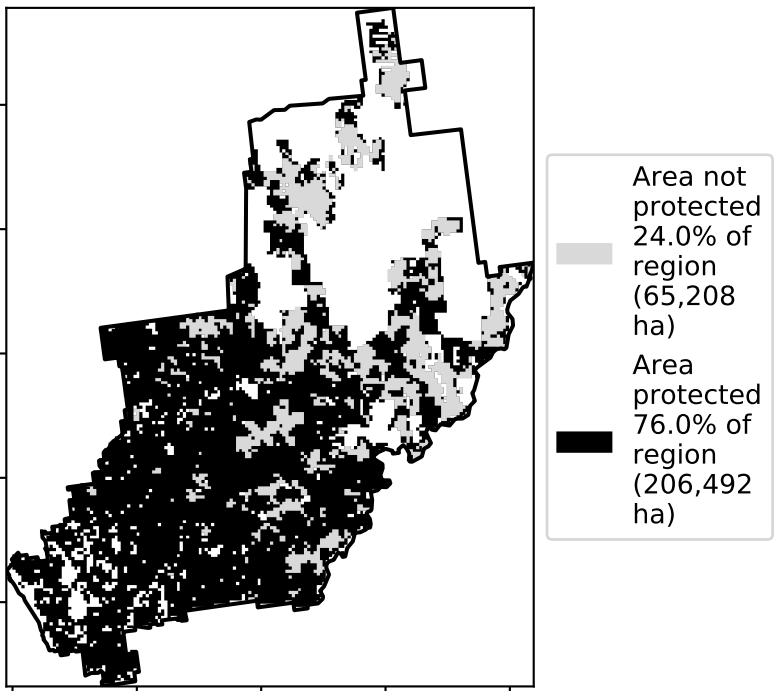 Area not
protected
24.0% of
region
(65,208
ha)
Area
protected
76.0% of
region
(206,492
ha)